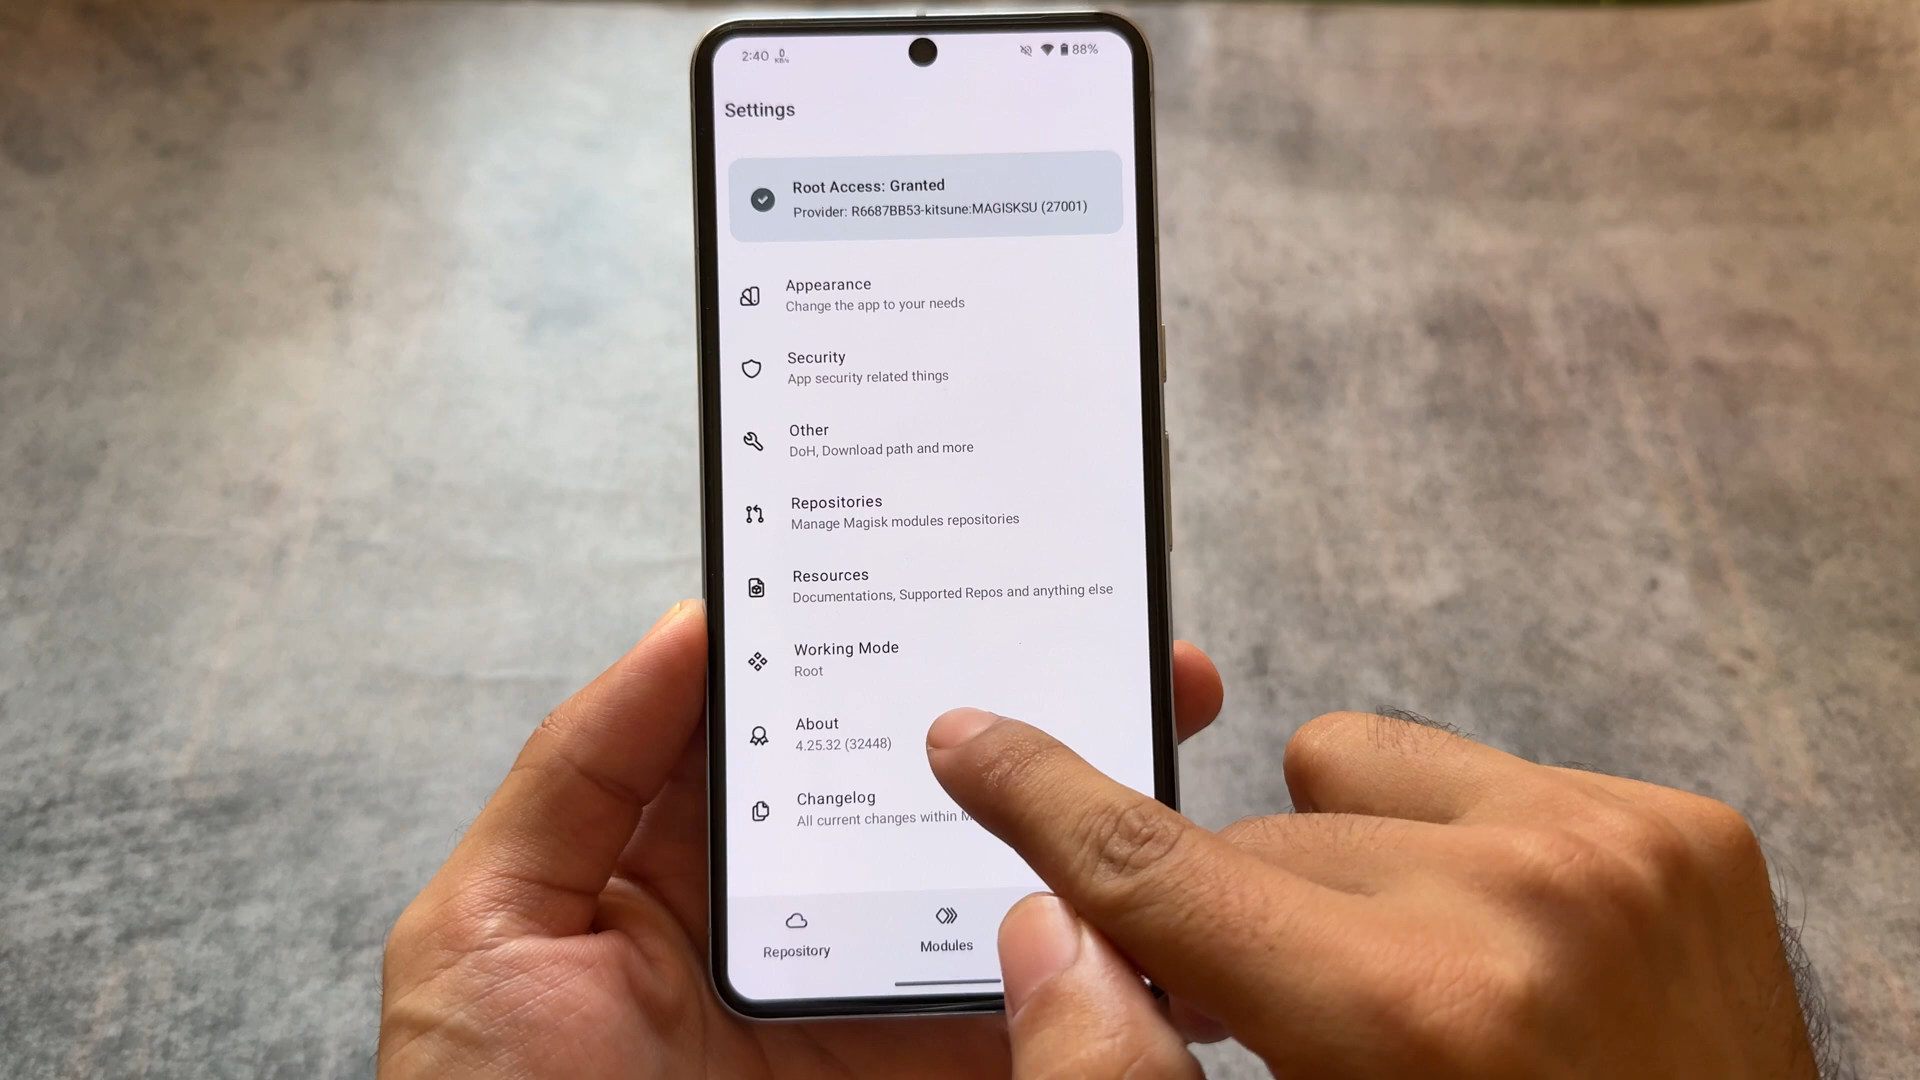 2:40 0 KB/s 88%
Settings
Root Access: Granted
Provider: R6687BB53-kitsune:MAGISKSU (27001)
Appearance
Change the app to your needs
Security
App security related things
Other
DoH, Download path and more
Repositories
Manage Magisk modules repositories
Resources
Documentations, Supported Repos and anything else
Working Mode
Root
About
4.25.32 (32448)
Changelog
All current changes within
Repository
Modules